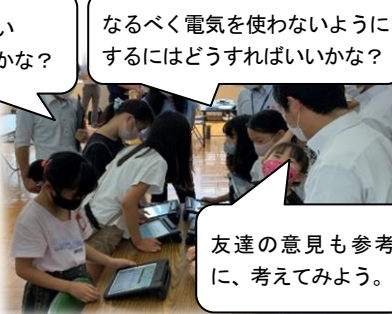 い
かな？
なるべく電気を使わないように
するにはどうすればいいかな？
友達の意見も参考
に、考えてみよう。